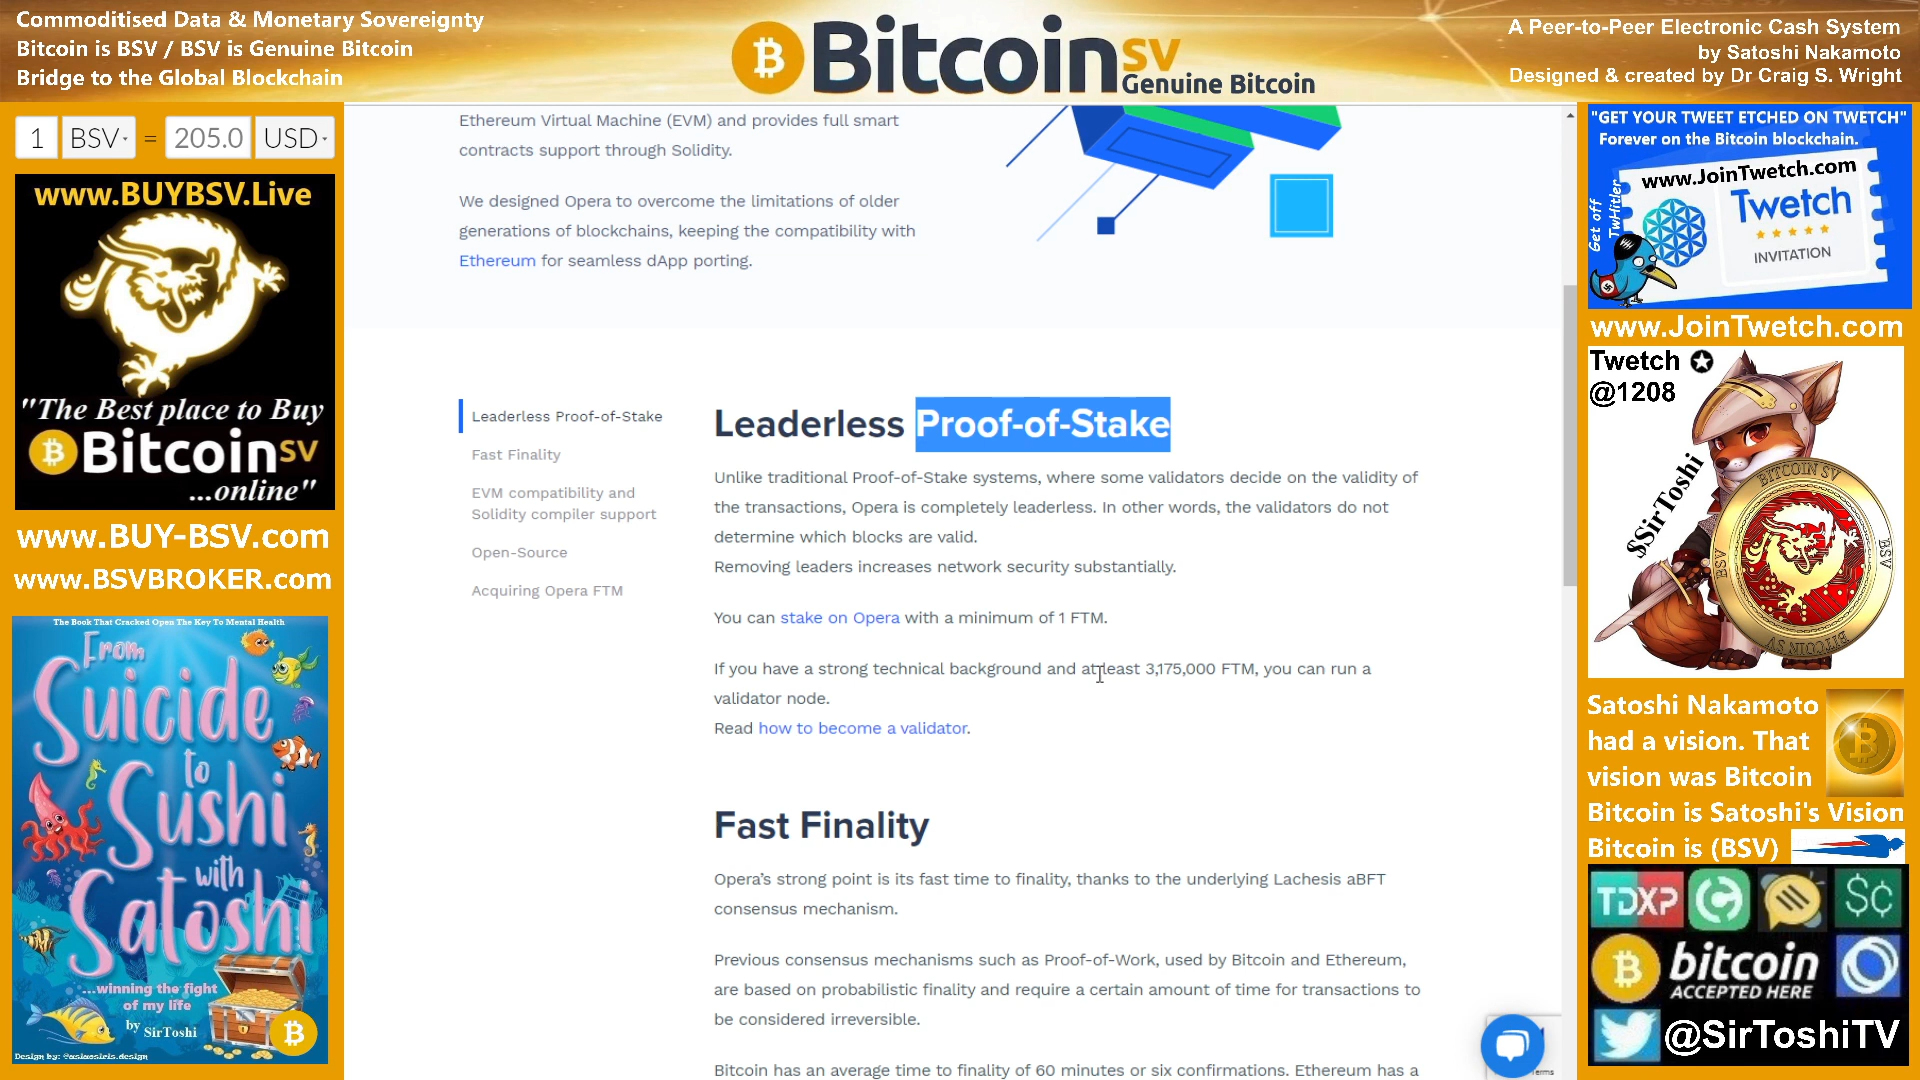 Commoditised Data & Monetary Sovereignty
Bitcoin is BSV / BSV is Genuine Bitcoin
Bridge to the Global Blockchain
BitcoinSV
Genuine Bitcoin
A Peer-to-Peer Electronic Cash System
by Satoshi Nakamoto
Designed & created by Dr Craig S. Wright
1 BSV = 205.0 USD
www.BUYBSV.Live
"The Best place to Buy
BitcoinSV
...online"
www.BUY-BSV.com
www.BSVBROKER.com
The Book That Cracked Open The Key To Mental Health
From
Suicide
to
Sushi
with
Satoshi
...winning the fight
of my life
by SirToshi
Ethereum Virtual Machine (EVM) and provides full smart
contracts support through Solidity.
We designed Opera to overcome the limitations of older
generations of blockchains, keeping the compatibility with
Ethereum for seamless dApp porting.
Leaderless Proof-of-Stake
Fast Finality
EVM compatibility and
Solidity compiler support
Open-Source
Acquiring Opera FTM
Leaderless Proof-of-Stake
Unlike traditional Proof-of-Stake systems, where some validators decide on the validity of
the transactions, Opera is completely leaderless. In other words, the validators do not
determine which blocks are valid.
Removing leaders increases network security substantially.
You can stake on Opera with a minimum of 1 FTM.
If you have a strong technical background and at least 3,175,000 FTM, you can run a
validator node.
Read how to become a validator.
Fast Finality
Opera's strong point is its fast time to finality, thanks to the underlying Lachesis aBFT
consensus mechanism.
Previous consensus mechanisms such as Proof-of-Work, used by Bitcoin and Ethereum,
are based on probabilistic finality and require a certain amount of time for transactions to
be considered irreversible.
Bitcoin has an average time to finality of 60 minutes or six confirmations. Ethereum has a
"GET YOUR TWEET ETCHED ON TWETCH"
Forever on the Bitcoin blockchain.
www.JoinTwetch.com
Twetch
INVITATION
Get off
TwHitler
www.JoinTwetch.com
Twetch
@1208
$SirToshi
BITCOIN SV
BSV
BSV
BITCOIN SV
Satoshi Nakamoto
had a vision. That
vision was Bitcoin
Bitcoin is Satoshi's Vision
Bitcoin is (BSV)
TDXP
$C
bitcoin
ACCEPTED HERE
@SirToshiTV